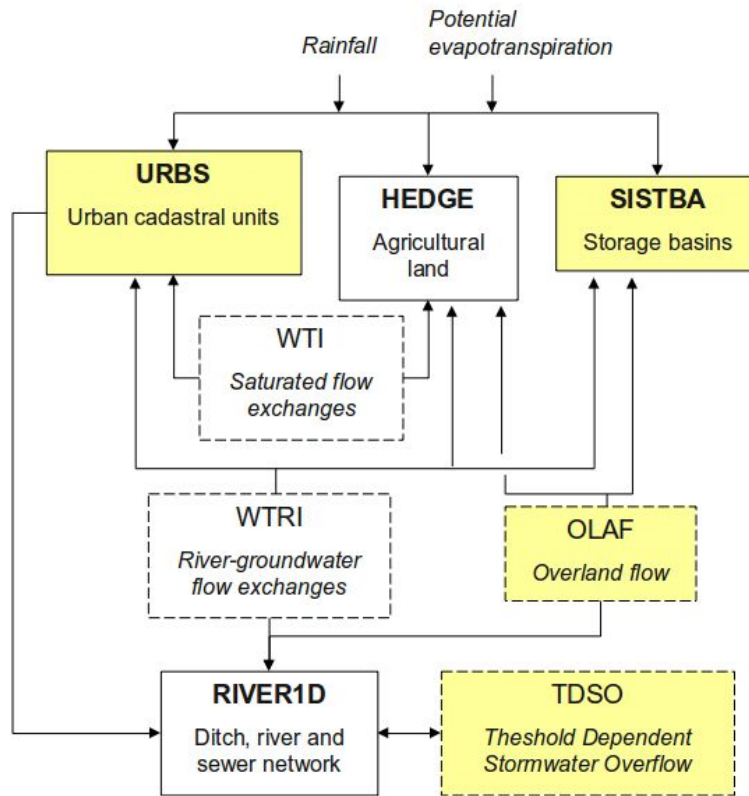 Rainfall
Potential
evapotranspiration
URBS
Urban cadastral units
HEDGE
Agricultural
land
SISTBA
Storage basins
WTI
Saturated flow
exchanges
WTRI
River-groundwater
flow exchanges
OLAF
Overland flow
RIVER1D
Ditch, river and
sewer network
TDSO
Theshold Dependent
Stormwater Overflow